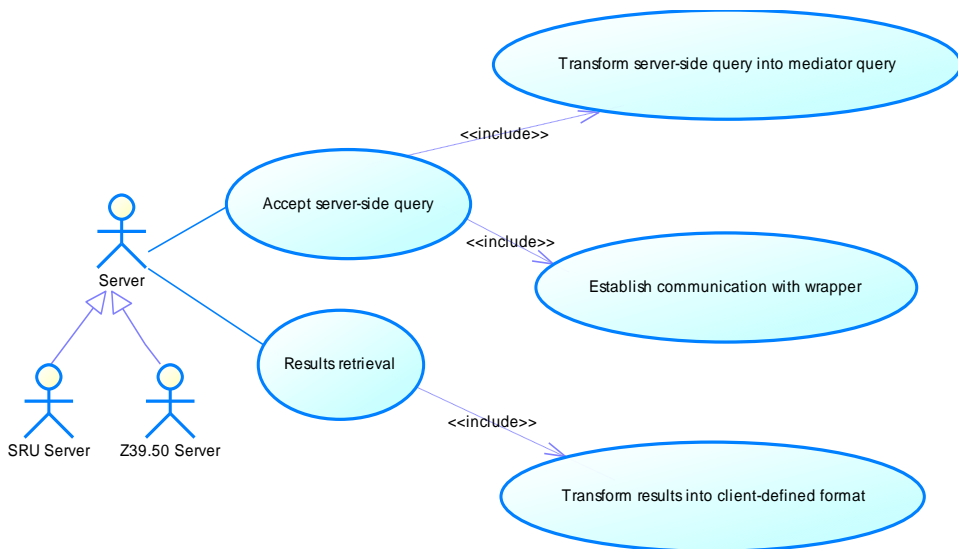 Transform server-side query into mediator query
<<include>>
Accept server-side query
<<include>>
Server
Establish communication with wrapper
Results retrieval
<<include>>
SRU Server
Z39.50 Server
Transform results into client-defined format